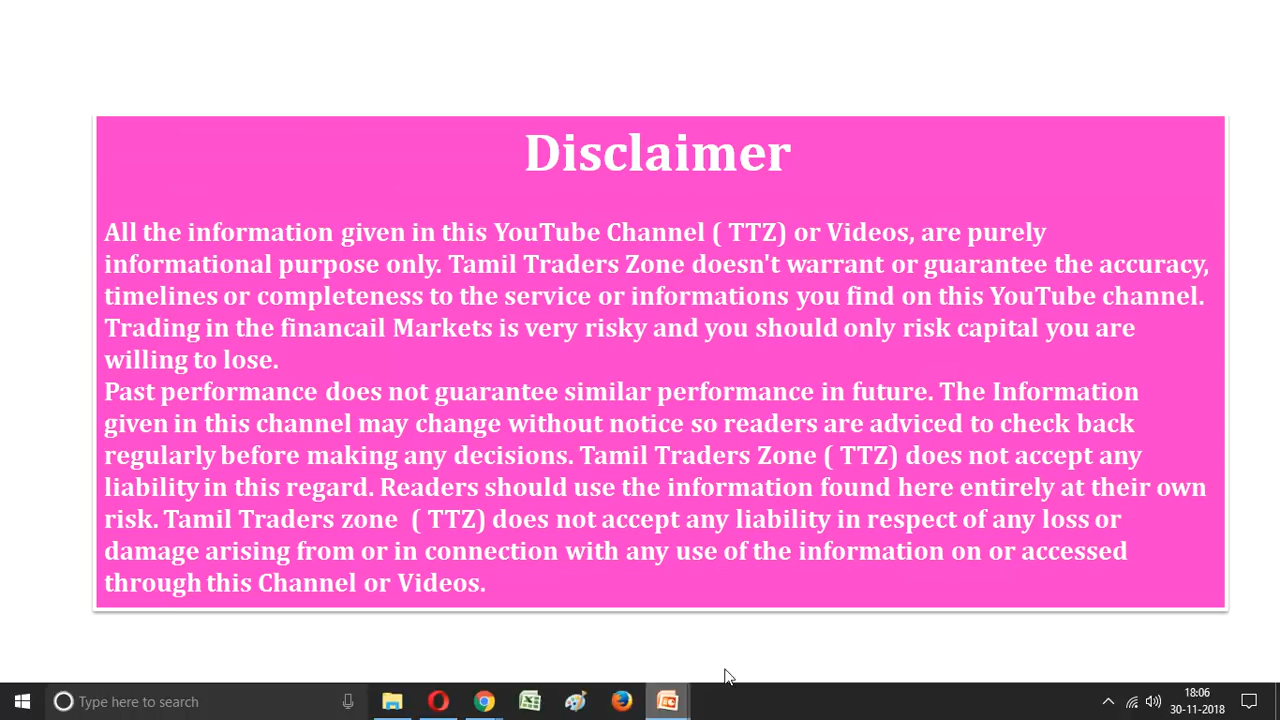 Disclaimer
All the information given in this YouTube Channel ( TTZ) or Videos, are purely
informational purpose only. Tamil Traders Zone doesn't warrant or guarantee the accuracy,
timelines or completeness to the service or informations you find on this YouTube channel.
Trading in the financail Markets is very risky and you should only risk capital you are
willing to lose.
Past performance does not guarantee similar performance in future. The Information
given in this channel may change without notice so readers are adviced to check back
regularly before making any decisions. Tamil Traders Zone ( TTZ) does not accept any
liability in this regard. Readers should use the information found here entirely at their own
risk. Tamil Traders zone  ( TTZ) does not accept any liability in respect of any loss or
damage arising from or in connection with any use of the information on or accessed
through this Channel or Videos.
Type here to search
18:06
30-11-2018